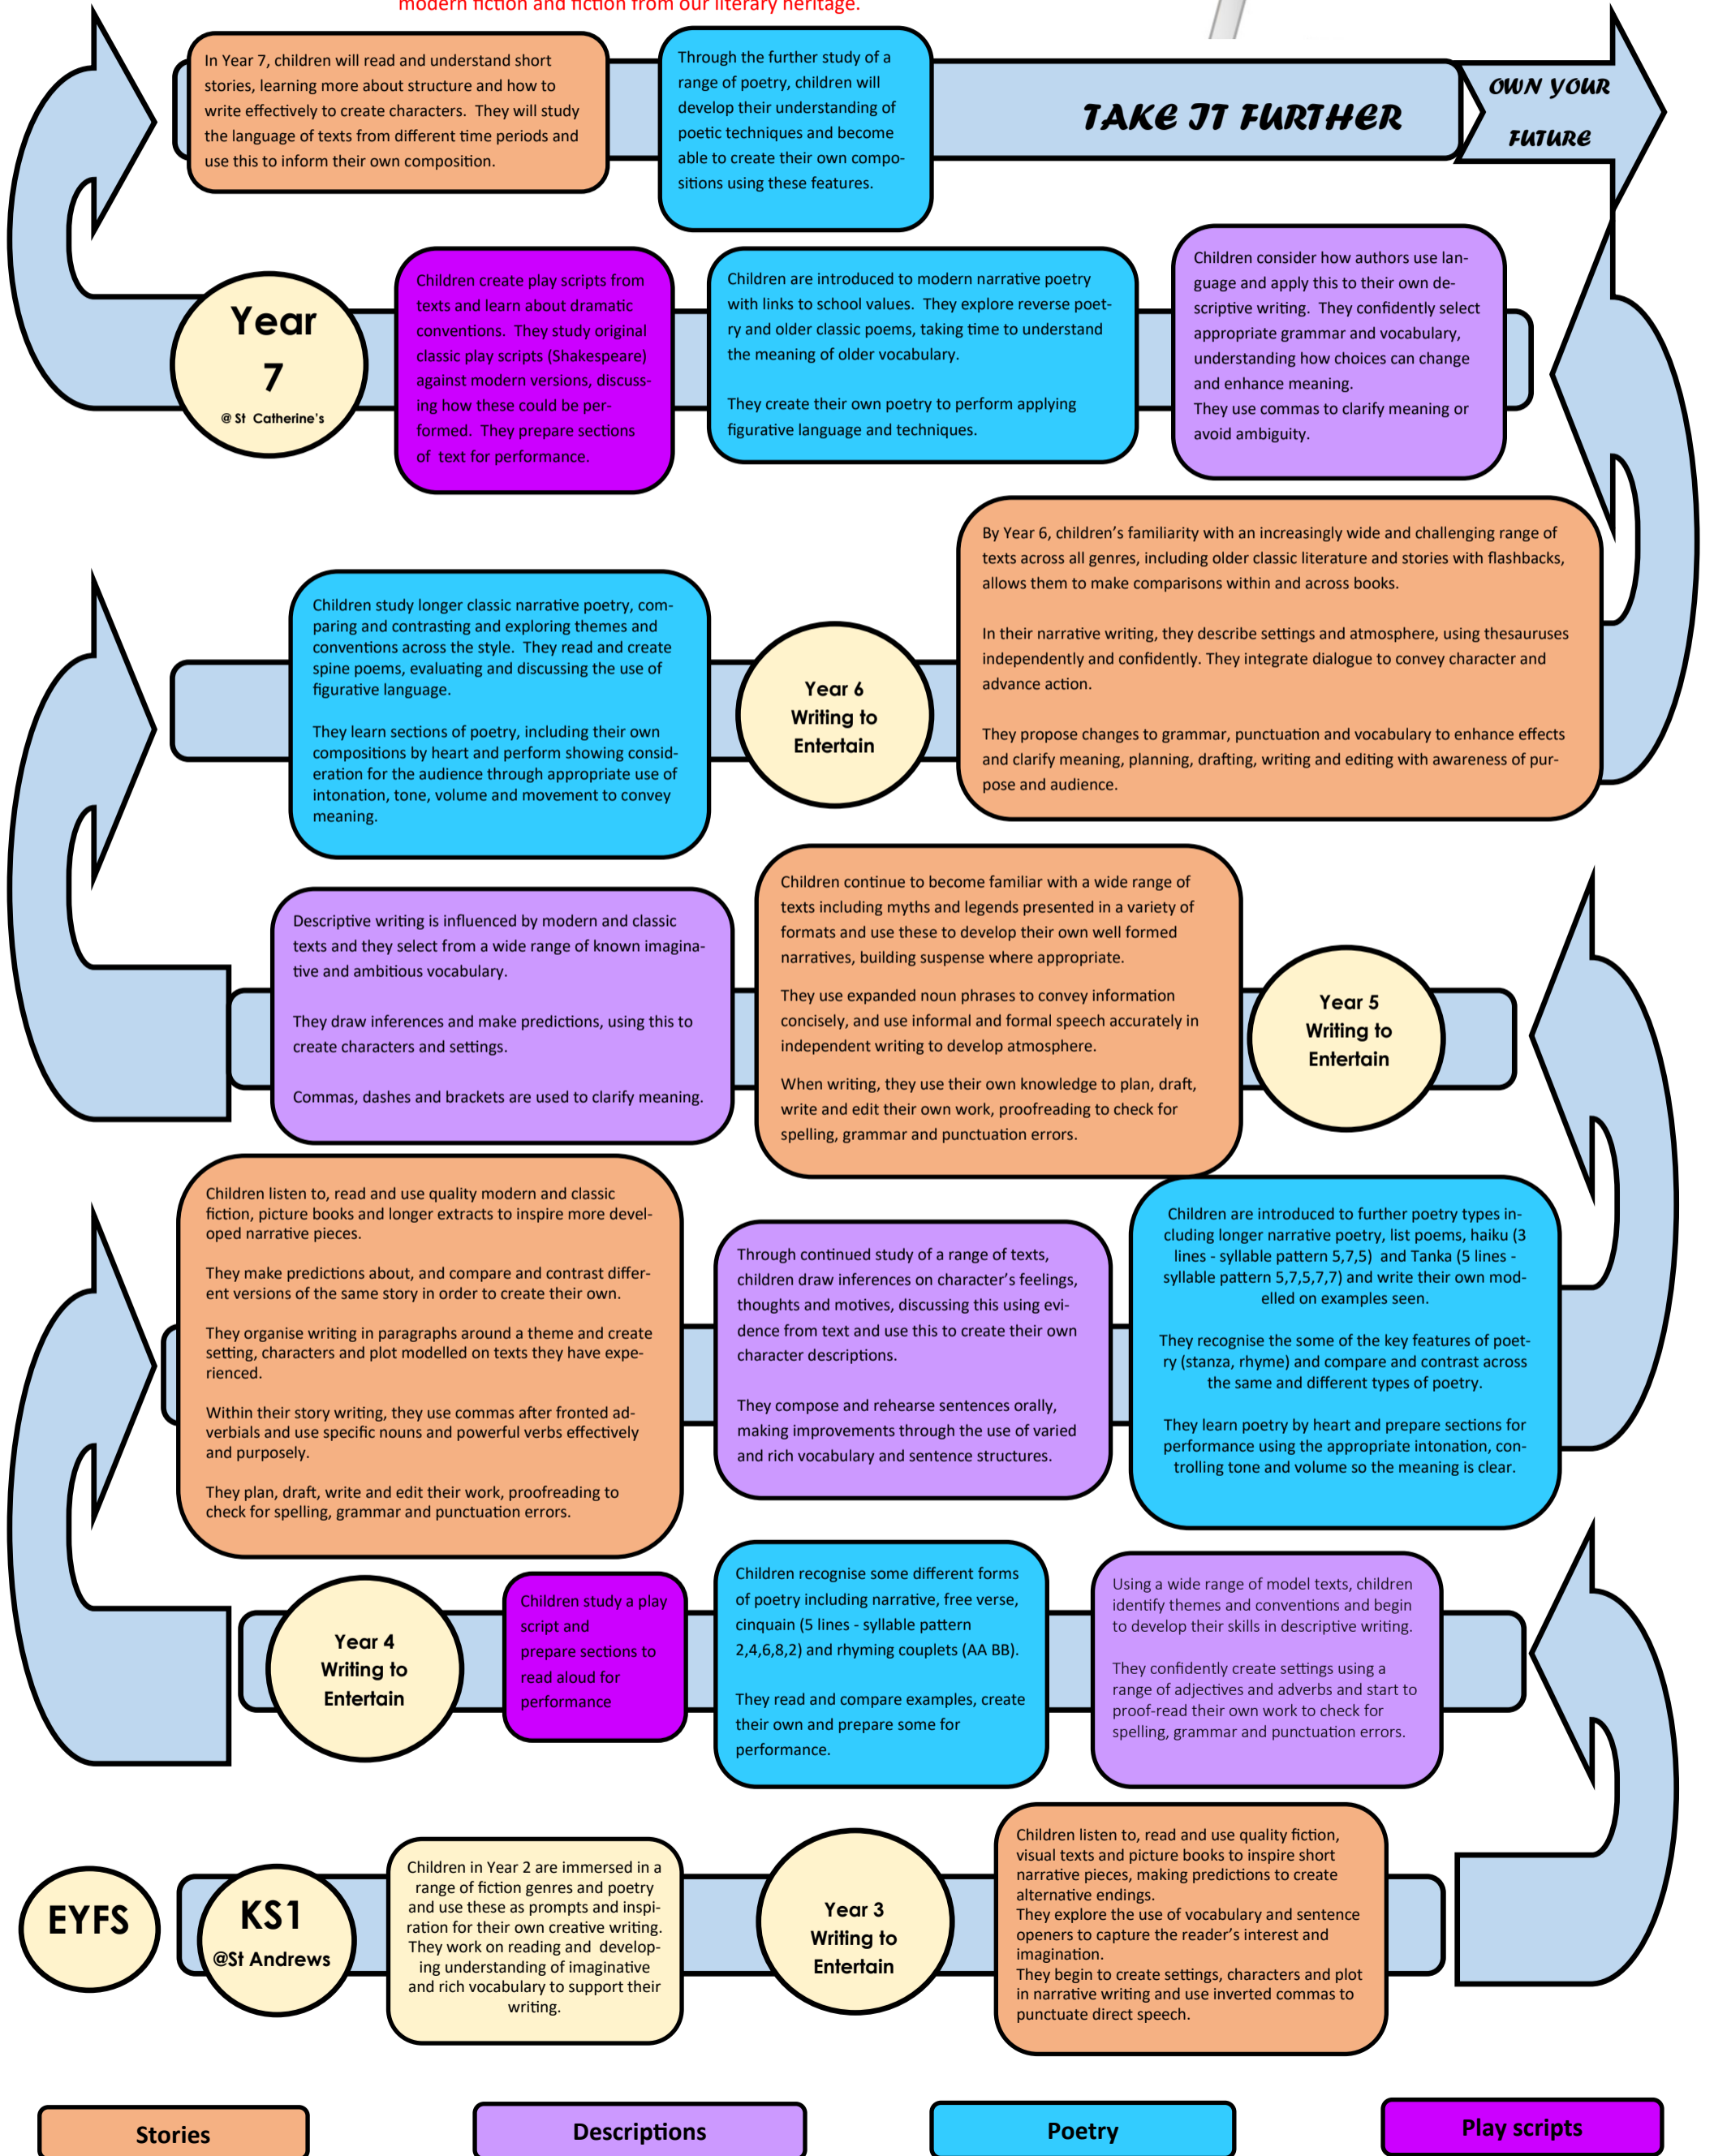 modern fiction and fiction from our literary heritage.
In Year 7, children will read and understand short
stories, learning more about structure and how to
write effectively to create characters.  They will study
the language of texts from different time periods and
use this to inform their own composition.
Through the further study of a
range of poetry, children will
develop their understanding of
poetic techniques and become
able to create their own compo-
sitions using these features.
TAKE IT FURTHER
OWN YOUR
FUTURE
Year
7
@ St Catherine's
Children create play scripts from
texts and learn about dramatic
conventions.  They study original
classic play scripts (Shakespeare)
against modern versions, discuss-
ing how these could be per-
formed.  They prepare sections
of  text for performance.
Children are introduced to modern narrative poetry
with links to school values.  They explore reverse poet-
ry and older classic poems, taking time to understand
the meaning of older vocabulary.
They create their own poetry to perform applying
figurative language and techniques.
Children consider how authors use lan-
guage and apply this to their own de-
scriptive writing.  They confidently select
appropriate grammar and vocabulary,
understanding how choices can change
and enhance meaning.
They use commas to clarify meaning or
avoid ambiguity.
Children study longer classic narrative poetry, com-
paring and contrasting and exploring themes and
conventions across the style.  They read and create
spine poems, evaluating and discussing the use of
figurative language.
They learn sections of poetry, including their own
compositions by heart and perform showing consid-
eration for the audience through appropriate use of
intonation, tone, volume and movement to convey
meaning.
Year 6
Writing to
Entertain
By Year 6, children's familiarity with an increasingly wide and challenging range of
texts across all genres, including older classic literature and stories with flashbacks,
allows them to make comparisons within and across books.
In their narrative writing, they describe settings and atmosphere, using thesauruses
independently and confidently. They integrate dialogue to convey character and
advance action.
They propose changes to grammar, punctuation and vocabulary to enhance effects
and clarify meaning, planning, drafting, writing and editing with awareness of pur-
pose and audience.
Descriptive writing is influenced by modern and classic
texts and they select from a wide range of known imagina-
tive and ambitious vocabulary.
They draw inferences and make predictions, using this to
create characters and settings.
Commas, dashes and brackets are used to clarify meaning.
Children continue to become familiar with a wide range of
texts including myths and legends presented in a variety of
formats and use these to develop their own well formed
narratives, building suspense where appropriate.
They use expanded noun phrases to convey information
concisely, and use informal and formal speech accurately in
independent writing to develop atmosphere.
When writing, they use their own knowledge to plan, draft,
write and edit their own work, proofreading to check for
spelling, grammar and punctuation errors.
Year 5
Writing to
Entertain
Children listen to, read and use quality modern and classic
fiction, picture books and longer extracts to inspire more devel-
oped narrative pieces.
They make predictions about, and compare and contrast differ-
ent versions of the same story in order to create their own.
They organise writing in paragraphs around a theme and create
setting, characters and plot modelled on texts they have expe-
rienced.
Within their story writing, they use commas after fronted ad-
verbials and use specific nouns and powerful verbs effectively
and purposely.
They plan, draft, write and edit their work, proofreading to
check for spelling, grammar and punctuation errors.
Through continued study of a range of texts,
children draw inferences on character's feelings,
thoughts and motives, discussing this using evi-
dence from text and use this to create their own
character descriptions.
They compose and rehearse sentences orally,
making improvements through the use of varied
and rich vocabulary and sentence structures.
Children are introduced to further poetry types in-
cluding longer narrative poetry, list poems, haiku (3
lines - syllable pattern 5,7,5)  and Tanka (5 lines -
syllable pattern 5,7,5,7,7) and write their own mod-
elled on examples seen.
They recognise the some of the key features of poet-
ry (stanza, rhyme) and compare and contrast across
the same and different types of poetry.
They learn poetry by heart and prepare sections for
performance using the appropriate intonation, con-
trolling tone and volume so the meaning is clear.
Year 4
Writing to
Entertain
Children study a play
script and
prepare sections to
read aloud for
performance
Children recognise some different forms
of poetry including narrative, free verse,
cinquain (5 lines - syllable pattern
2,4,6,8,2) and rhyming couplets (AA BB).
They read and compare examples, create
their own and prepare some for
performance.
Using a wide range of model texts, children
identify themes and conventions and begin
to develop their skills in descriptive writing.
They confidently create settings using a
range of adjectives and adverbs and start to
proof-read their own work to check for
spelling, grammar and punctuation errors.
EYFS
KS1
@St Andrews
Children in Year 2 are immersed in a
range of fiction genres and poetry
and use these as prompts and inspi-
ration for their own creative writing.
They work on reading and  develop-
ing understanding of imaginative
and rich vocabulary to support their
writing.
Year 3
Writing to
Entertain
Children listen to, read and use quality fiction,
visual texts and picture books to inspire short
narrative pieces, making predictions to create
alternative endings.
They explore the use of vocabulary and sentence
openers to capture the reader's interest and
imagination.
They begin to create settings, characters and plot
in narrative writing and use inverted commas to
punctuate direct speech.
Stories
Descriptions
Poetry
Play scripts